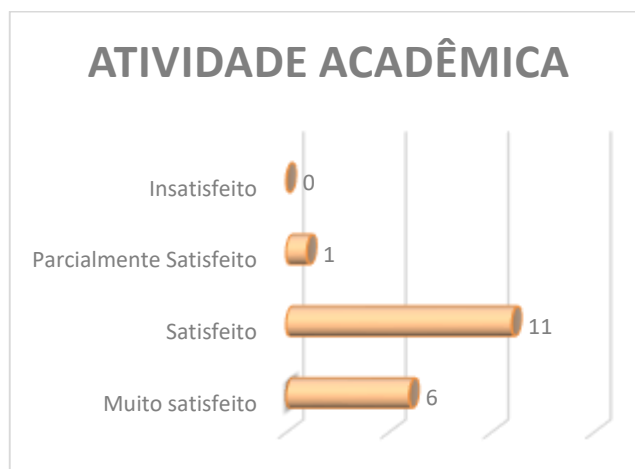 ATIVIDADE ACADÊMICA
Insatisfeito 0
Parcialmente Satisfeito 1
Satisfeito 11
Muito satisfeito 6